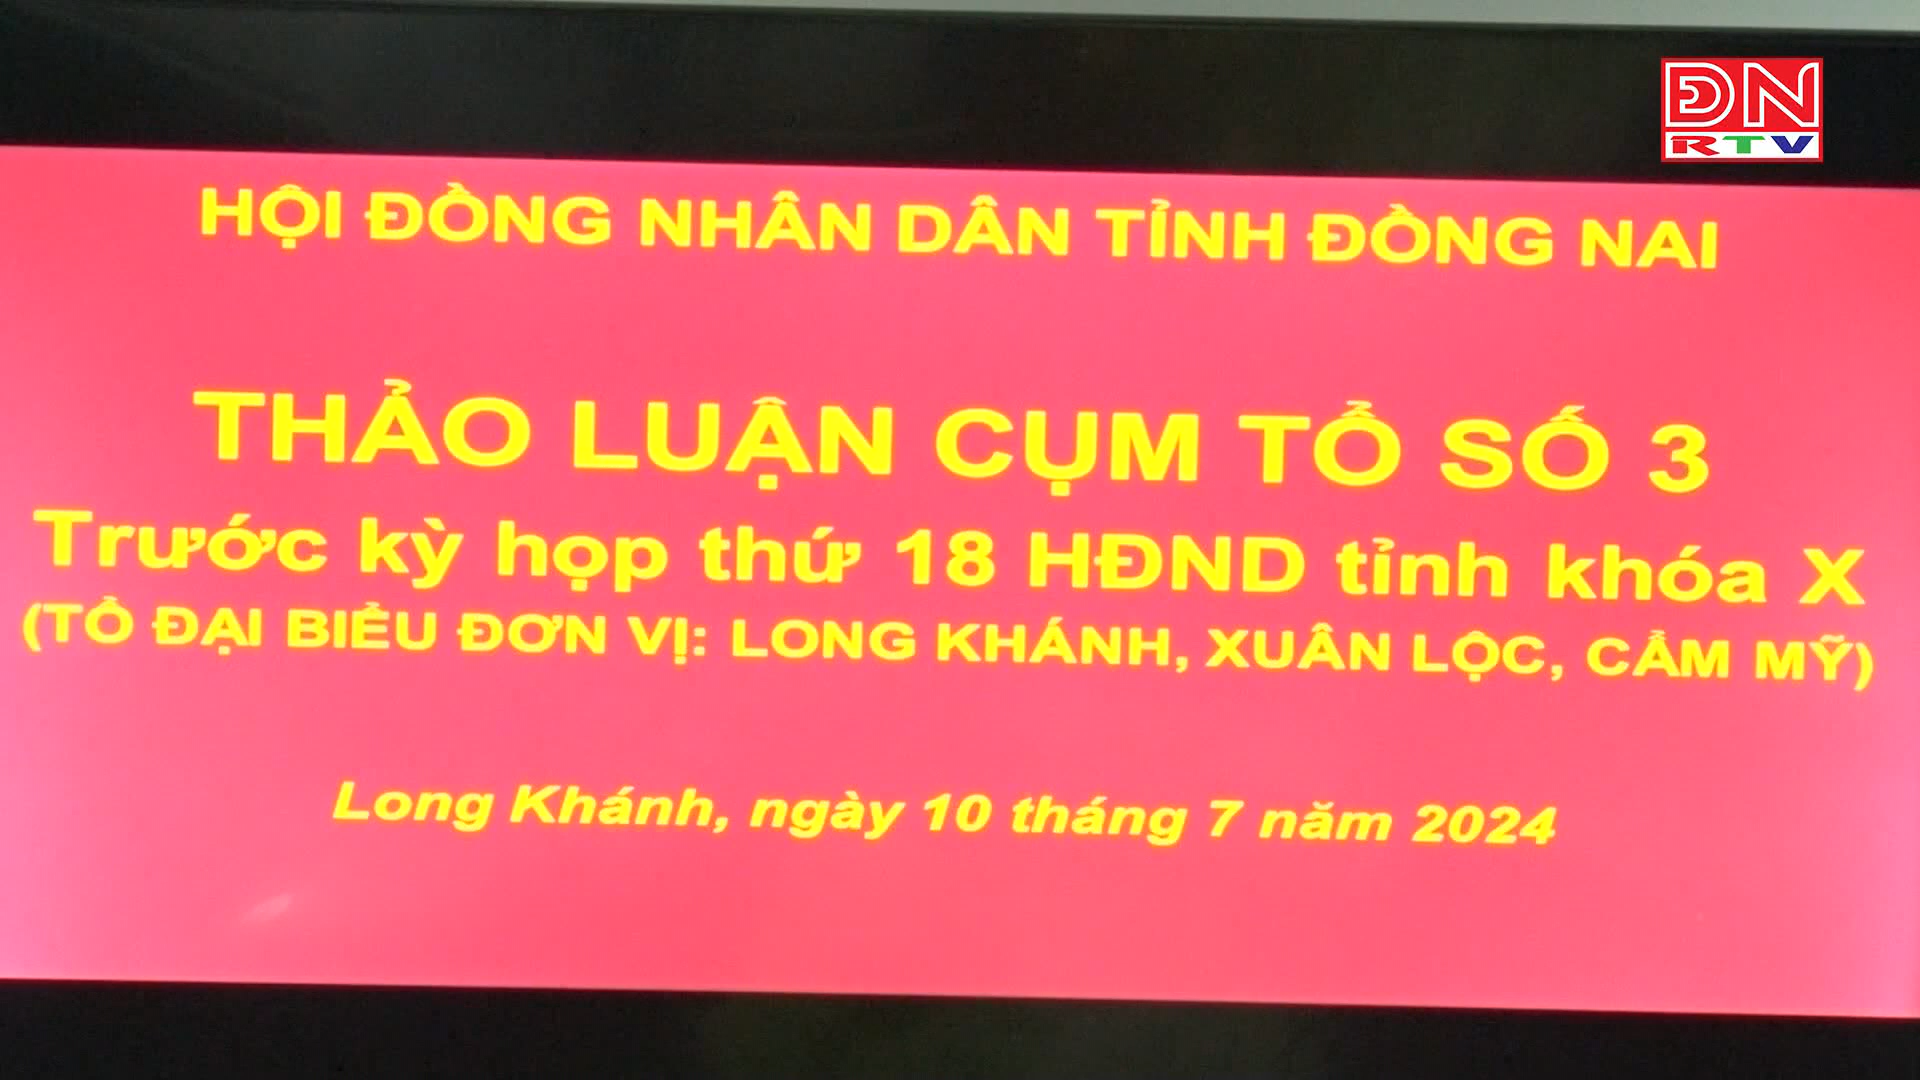 ĐN
RTV
HỘI ĐỒNG NHÂN DÂN TỈNH ĐỒNG NAI
THẢO LUẬN CỤM TỔ SỐ 3
Trước kỳ họp thứ 18 HĐND tỉnh khóa X
(TỔ ĐẠI BIỂU ĐƠN VỊ: LONG KHÁNH, XUÂN LỘC, CẨM MỸ)
Long Khánh, ngày 10 tháng 7 năm 2024